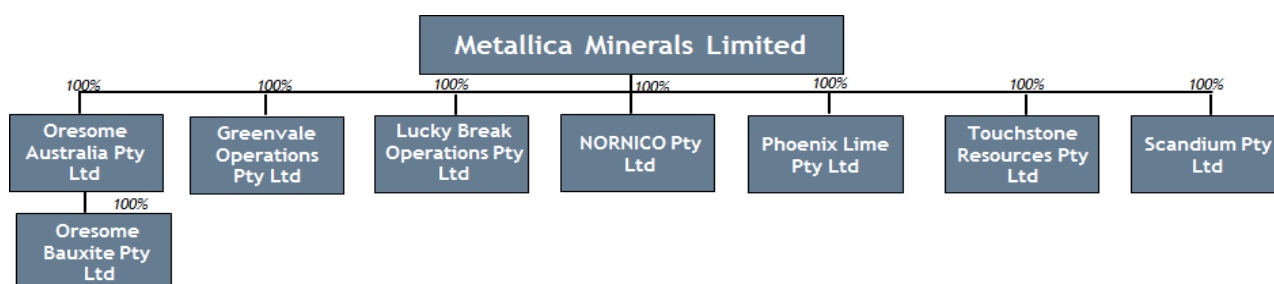 Metallica Minerals Limited
100% 100% 100% 100% 100% 100% 100%
Oresome
Australia Pty
Ltd
Greenvale
Operations
Pty Ltd
Lucky Break
Operations Pty
Ltd
NORNICO Pty
Ltd
Phoenix Lime
Pty Ltd
Touchstone
Resources Pty
Ltd
Scandium Pty
Ltd
100%
Oresome
Bauxite Pty
Ltd